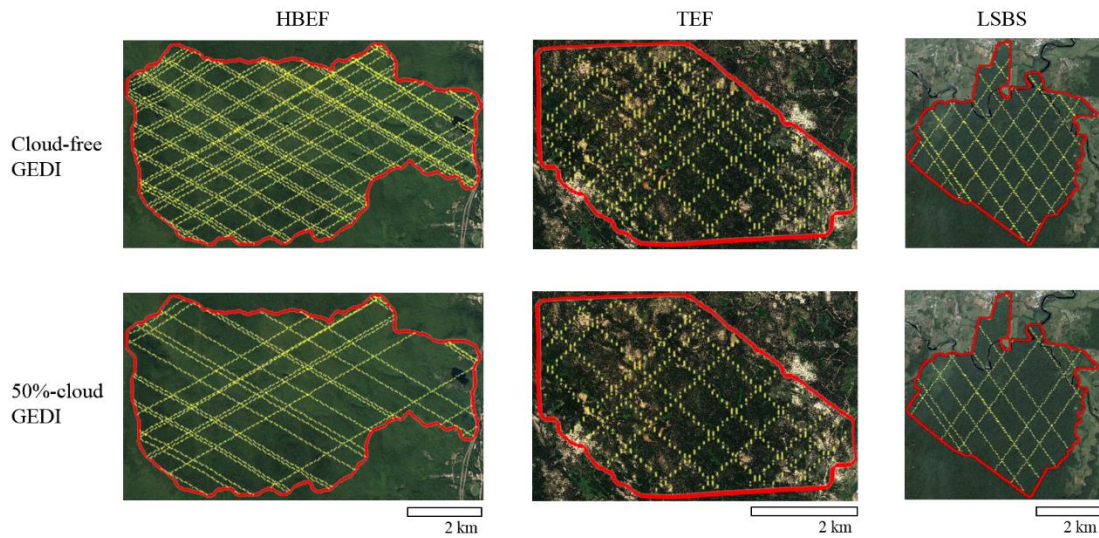 HBEF
TEF
LSBS
Cloud-free
GEDI
50%-cloud
GEDI
2 km
2 km
2 km